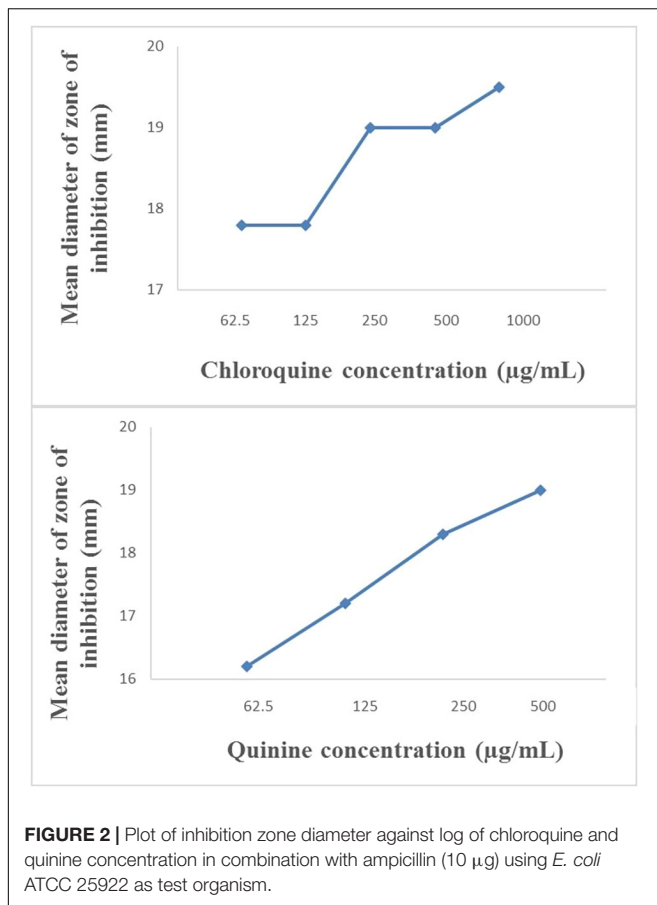 20
19
18
17
Mean diameter of zone of
inhibition (mm)
62.5 125 250 500 1000
Chloroquine concentration (µg/mL)
20
19
18
17
16
Mean diameter of zone of
inhibition (mm)
62.5 125 250 500
Quinine concentration (µg/mL)
FIGURE 2 | Plot of inhibition zone diameter against log of chloroquine and
quinine concentration in combination with ampicillin (10 µg) using E. coli
ATCC 25922 as test organism.